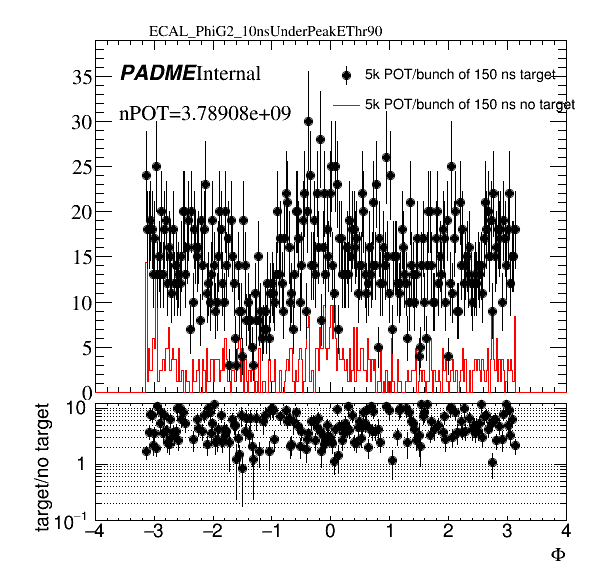 ECAL_PhiG2_10nsUnderPeakEThr90
PADME Internal
5k POT/bunch of 150 ns target
nPOT=3.78908e+09
5k POT/bunch of 150 ns no target
35
30
25
20
15
10
5
0
target/no target
10
1
10⁻¹
−4 −3 −2 −1 0 1 2 3 4
Φ